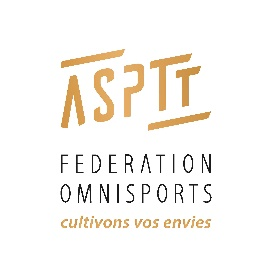 ASPTT
FEDERATION
OMNISPORTS
cultivons vos envies